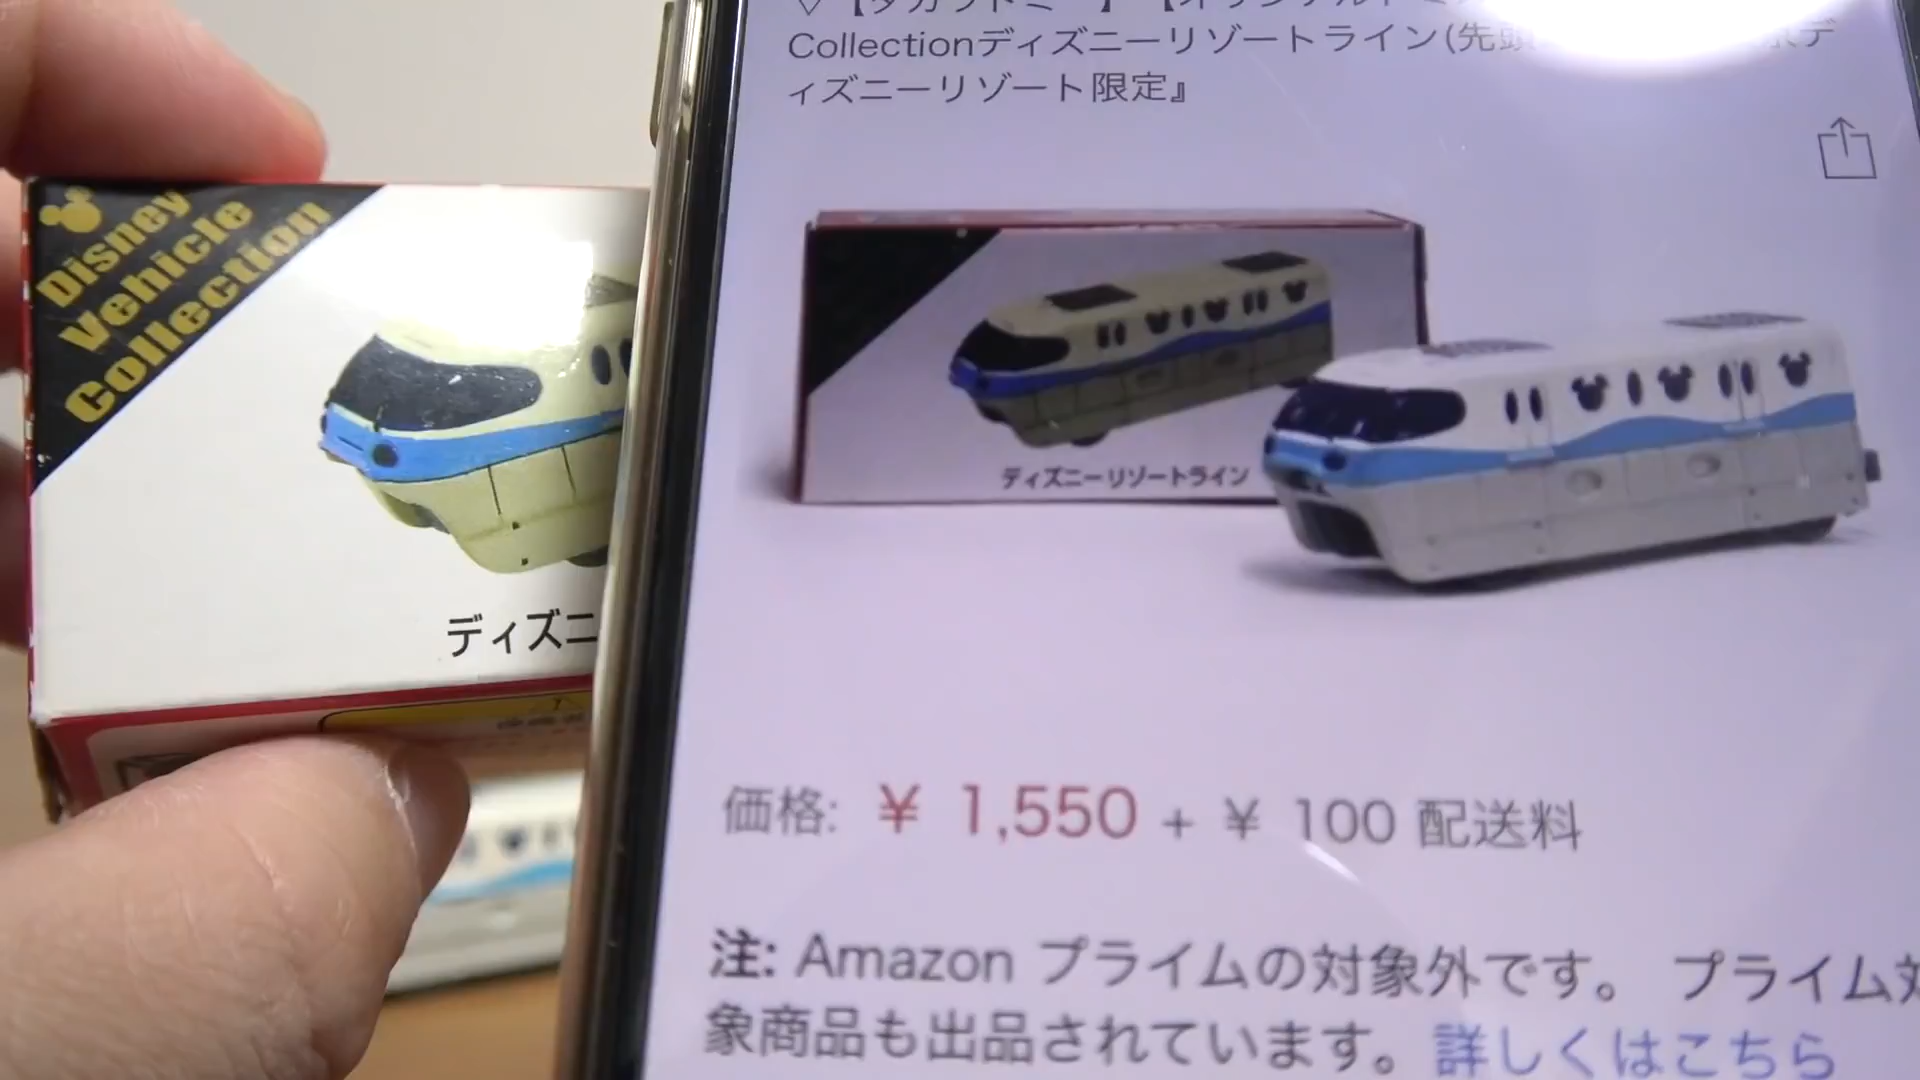 Disney
Vehicle
Collection
ディズニ
Collectionディズニーリゾートライン(先頭
ィズニーリゾート限定』
ディズニーリゾートライン
価格: ¥ 1,550 + ¥ 100 配送料
注: Amazon プライムの対象外です。 プライム対
象商品も出品されています。 詳しくはこちら